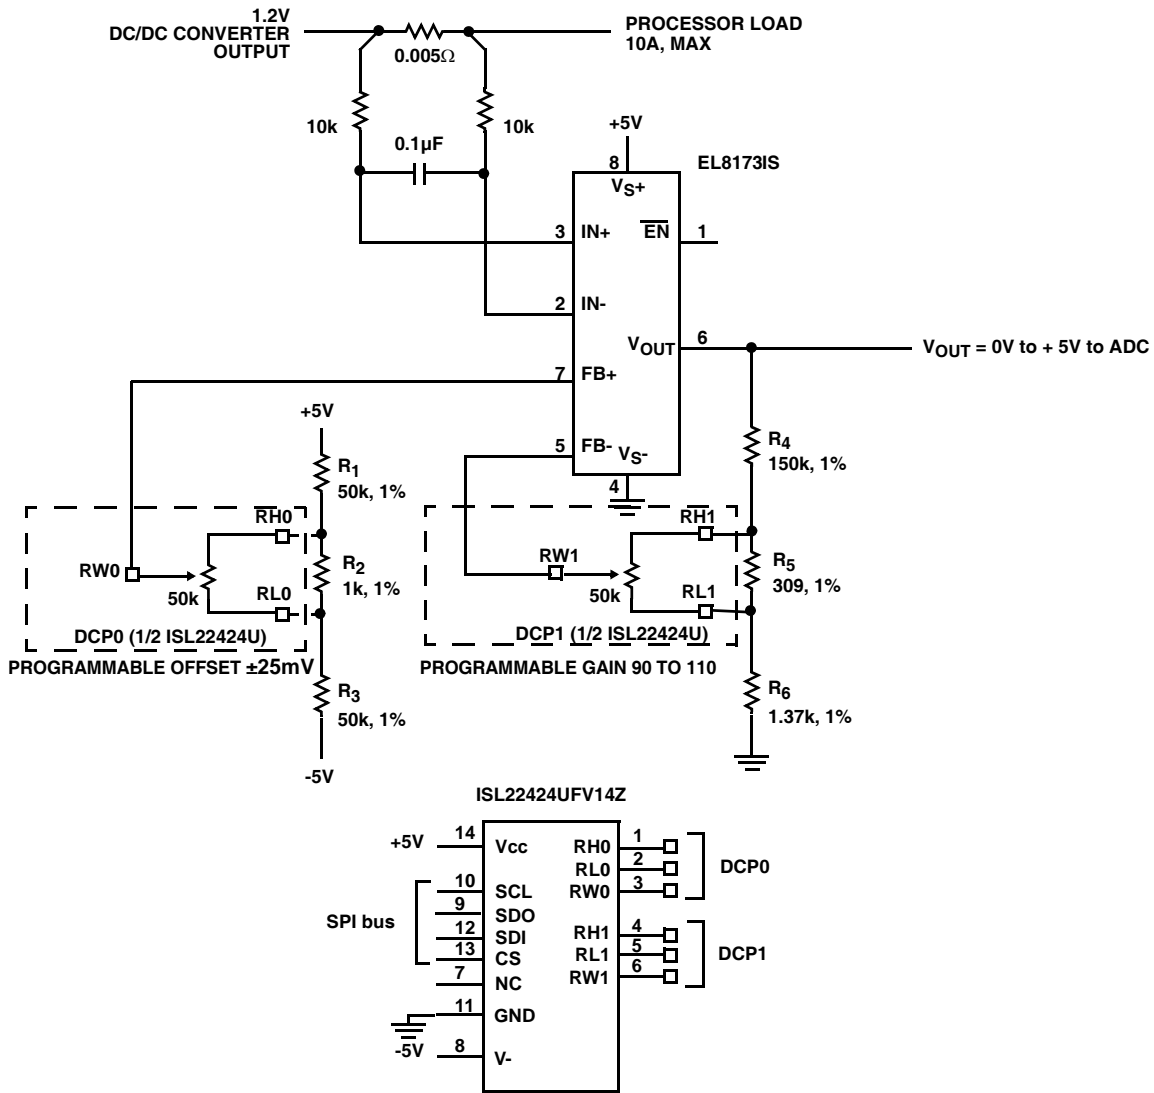 1.2V
DC/DC CONVERTER
OUTPUT
0.005Ω
PROCESSOR LOAD
10A, MAX
10k
10k
0.1µF
+5V
EL8173IS
8
VS+
3
IN+
EN
1
2
IN-
VOUT
6
VOUT = 0V to + 5V to ADC
7
FB+
5
FB-
VS-
4
+5V
R1
50k, 1%
R4
150k, 1%
RH0
RW0
50k
RL0
R2
1k, 1%
DCP0 (1/2 ISL22424U)
PROGRAMMABLE OFFSET ±25mV
R3
50k, 1%
-5V
RH1
RW1
50k
RL1
R5
309, 1%
DCP1 (1/2 ISL22424U)
PROGRAMMABLE GAIN 90 TO 110
R6
1.37k, 1%
ISL22424UFV14Z
+5V
14
Vcc
SPI bus
10
SCL
9
SDO
12
SDI
13
CS
7
NC
11
GND
-5V
8
V-
RH0
1
RL0
2
RW0
3
DCP0
RH1
4
RL1
5
RW1
6
DCP1